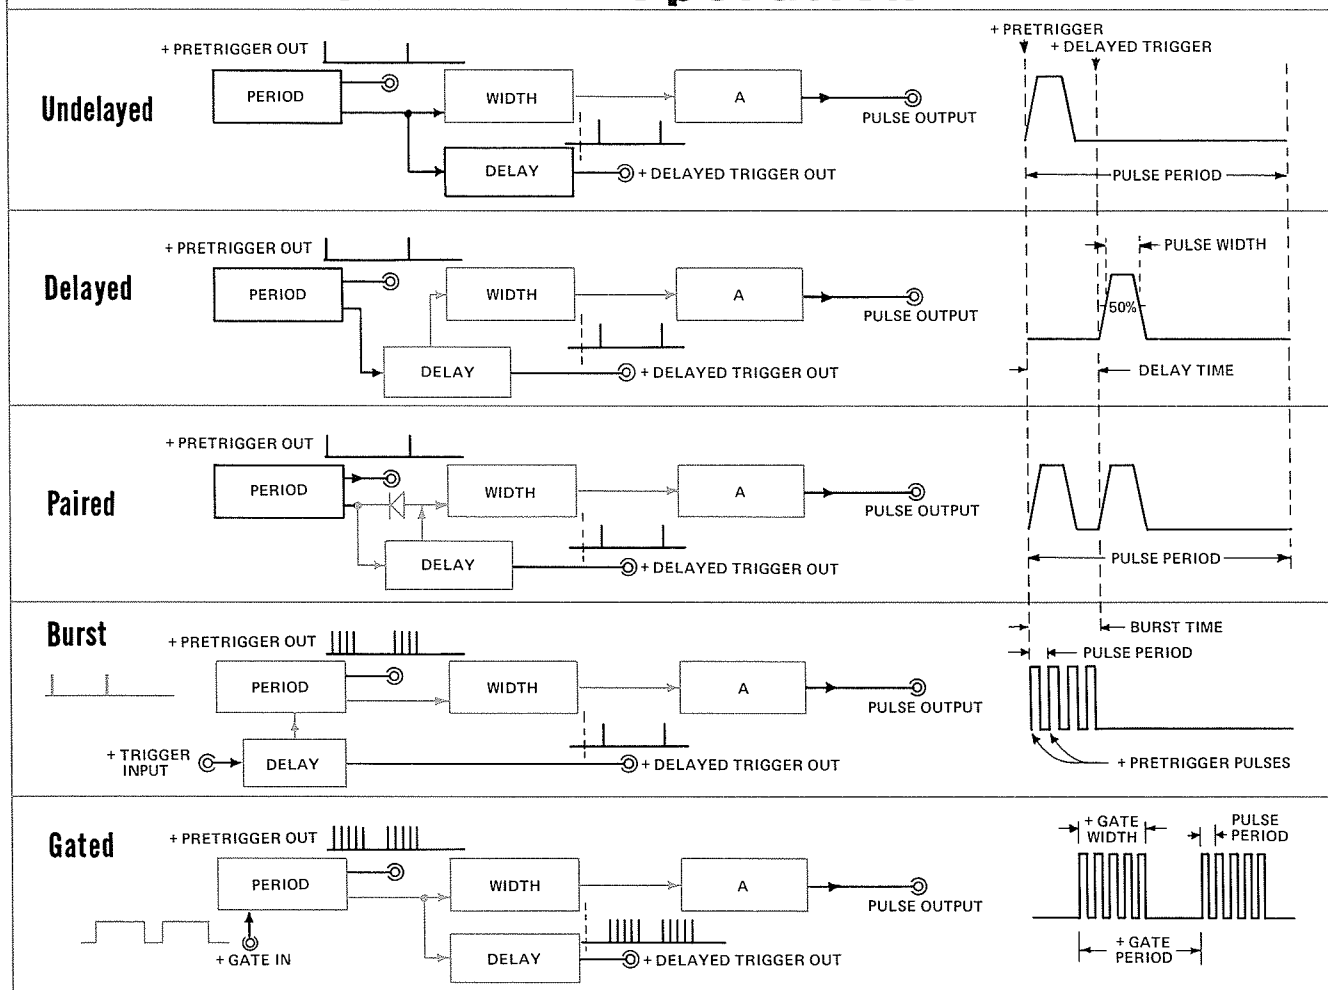 + PRETRIGGER OUT
Undelayed
PERIOD
WIDTH
A
PULSE OUTPUT
DELAY
+ DELAYED TRIGGER OUT
+ PRETRIGGER
+ DELAYED TRIGGER
PULSE PERIOD
+ PRETRIGGER OUT
Delayed
PERIOD
WIDTH
A
PULSE OUTPUT
DELAY
+ DELAYED TRIGGER OUT
PULSE WIDTH
50%
DELAY TIME
+ PRETRIGGER OUT
Paired
PERIOD
WIDTH
A
PULSE OUTPUT
DELAY
+ DELAYED TRIGGER OUT
PULSE PERIOD
Burst
+ PRETRIGGER OUT
PERIOD
WIDTH
A
PULSE OUTPUT
+ TRIGGER
INPUT
DELAY
+ DELAYED TRIGGER OUT
BURST TIME
PULSE PERIOD
+ PRETRIGGER PULSES
Gated
+ PRETRIGGER OUT
PERIOD
WIDTH
A
PULSE OUTPUT
+ GATE IN
DELAY
+ DELAYED TRIGGER OUT
+ GATE
WIDTH
PULSE
PERIOD
+ GATE
PERIOD